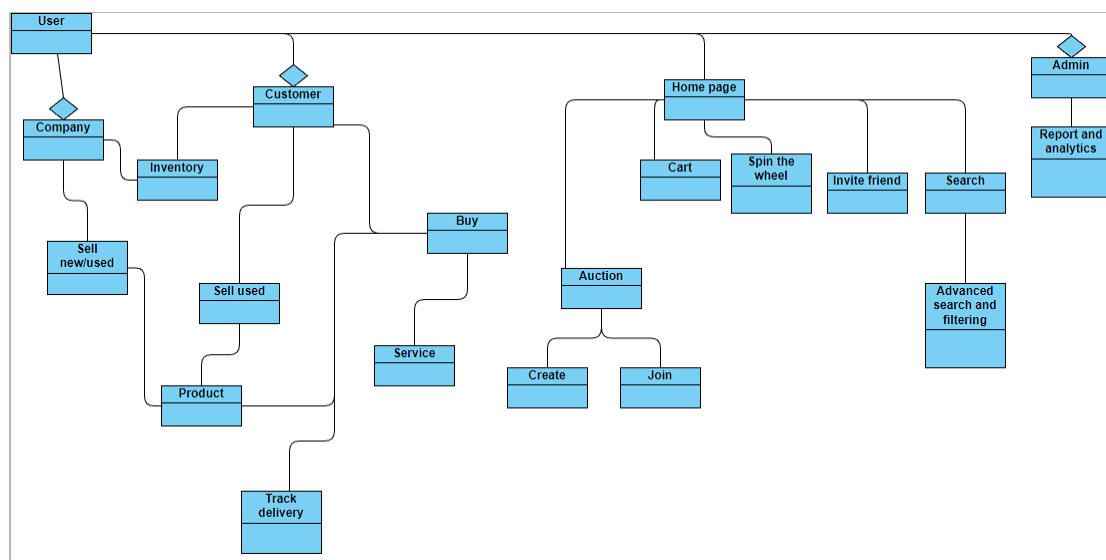 User
Customer
Home page
Admin
Company
Report and
analytics
Inventory
Cart
Spin the
wheel
Invite friend
Search
Buy
Sell
new/used
Sell used
Auction
Advanced
search and
filtering
Service
Create
Join
Product
Track
delivery